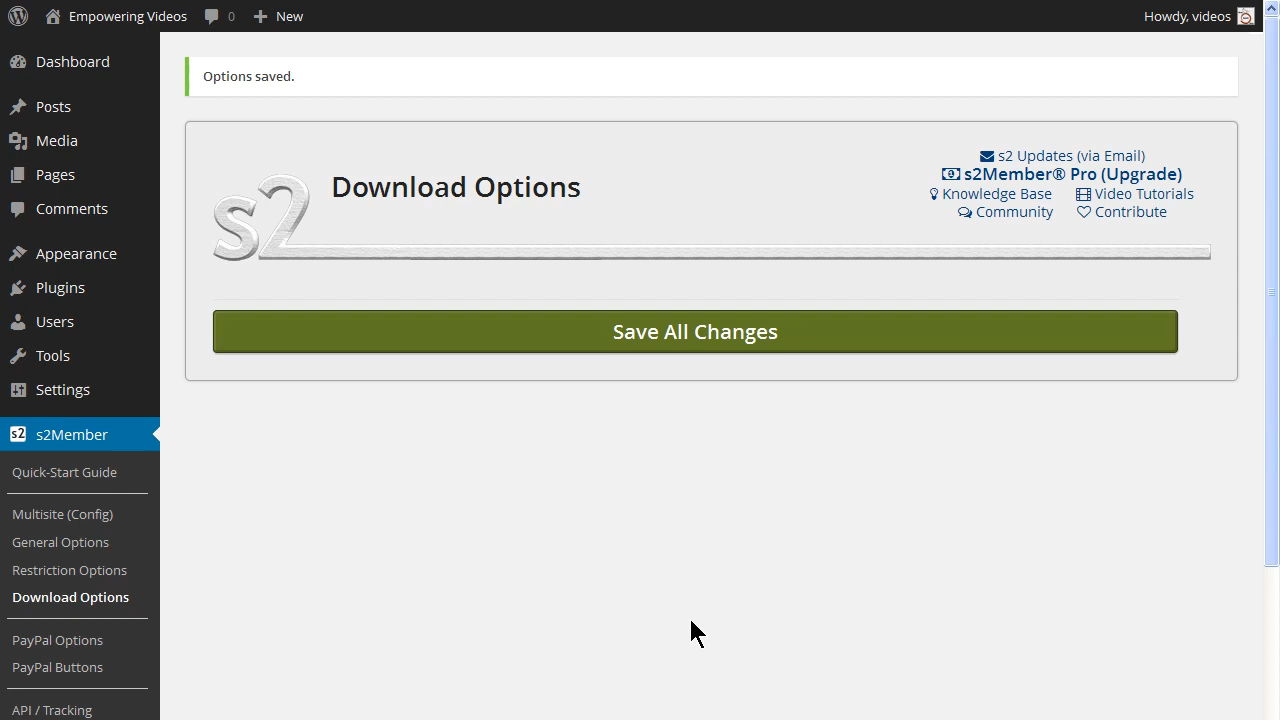 Empowering Videos 0 New Howdy, videos
Dashboard
Posts
Media
Pages
Comments
Appearance
Plugins
Users
Tools
Settings
s2 s2Member
Quick-Start Guide
Multisite (Config)
General Options
Restriction Options
Download Options
PayPal Options
PayPal Buttons
API / Tracking
Options saved.
s2
Download Options
s2 Updates (via Email)
s2Member® Pro (Upgrade)
Knowledge Base Video Tutorials
Community Contribute
Save All Changes